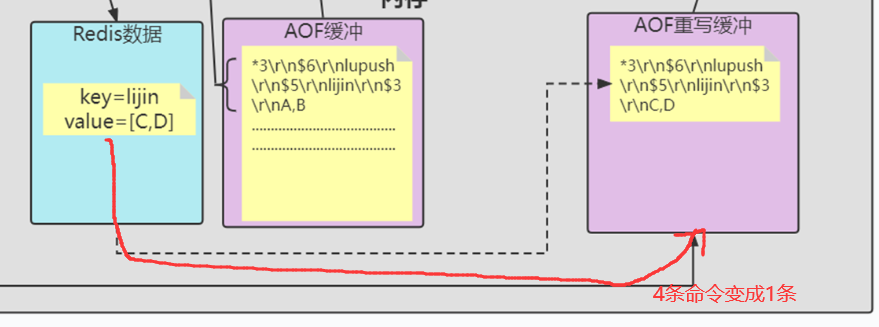 内存
Redis数据
key=lijin
value=[C,D]
AOF缓冲
*3\r\n$6\r\nlupush
\r\n$5\r\nlijin\r\n$3
\r\nA,B
AOF重写缓冲
*3\r\n$6\r\nlupush
\r\n$5\r\nlijin\r\n$3
\r\nC,D
4条命令变成1条